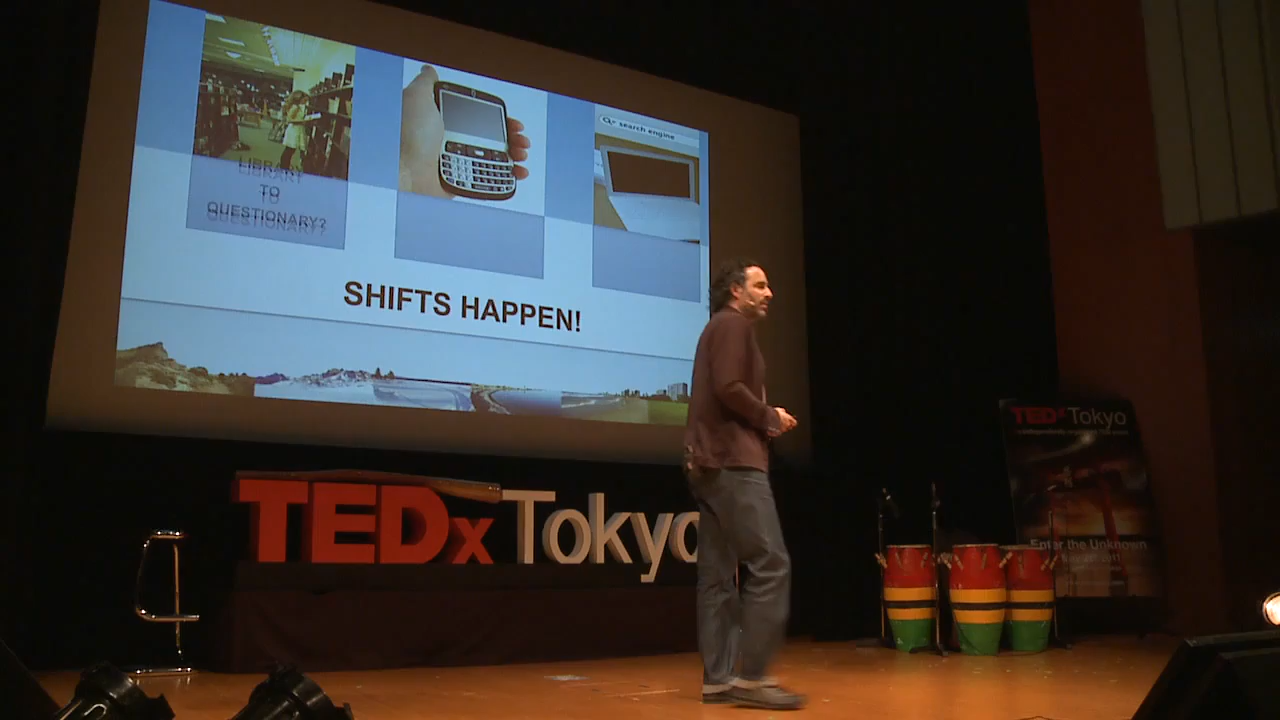 search engine
LIBRARY
TO
QUESTIONARY?
SHIFTS HAPPEN!
TEDxTokyo
TEDxTokyo
Enter the Unknown